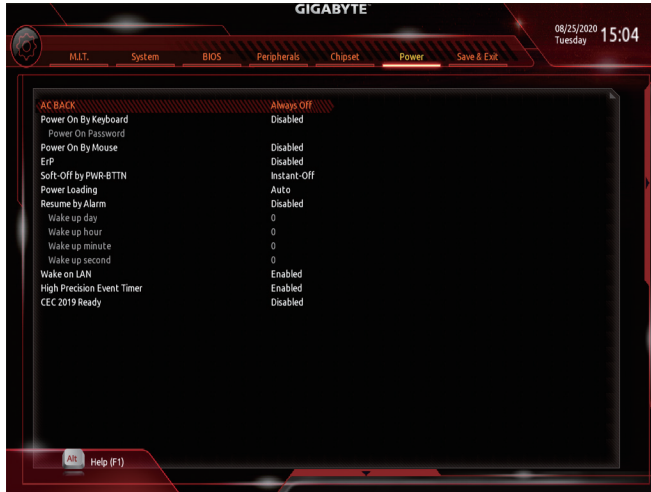 GIGABYTE
08/25/2020 15:04
Tuesday
M.I.T. System BIOS Peripherals Chipset Power Save & Exit
AC BACK Always Off
Power On By Keyboard Disabled
Power On Password
Power On By Mouse Disabled
ErP Disabled
Soft-Off by PWR-BTTN Instant-Off
Power Loading Auto
Resume by Alarm Disabled
Wake up day 0
Wake up hour 0
Wake up minute 0
Wake up second 0
Wake on LAN Enabled
High Precision Event Timer Enabled
CEC 2019 Ready Disabled
Alt Help (F1)